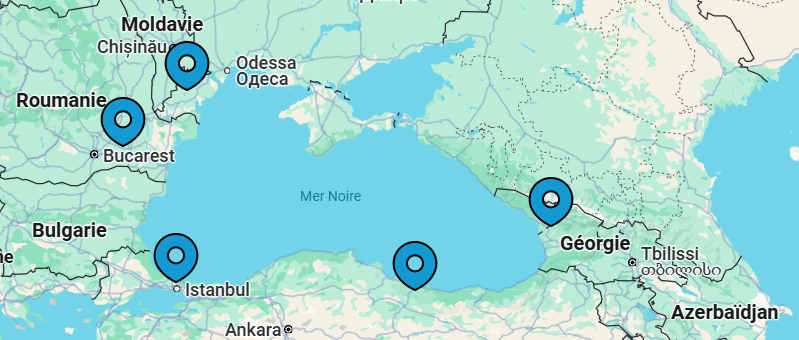 Moldavie
Chișinău
Odessa
Одеса
Roumanie
Bucarest
Mer Noire
Bulgarie
Géorgie
Tbilissi
თბილისი
Istanbul
Azerbaïdjan
Ankara